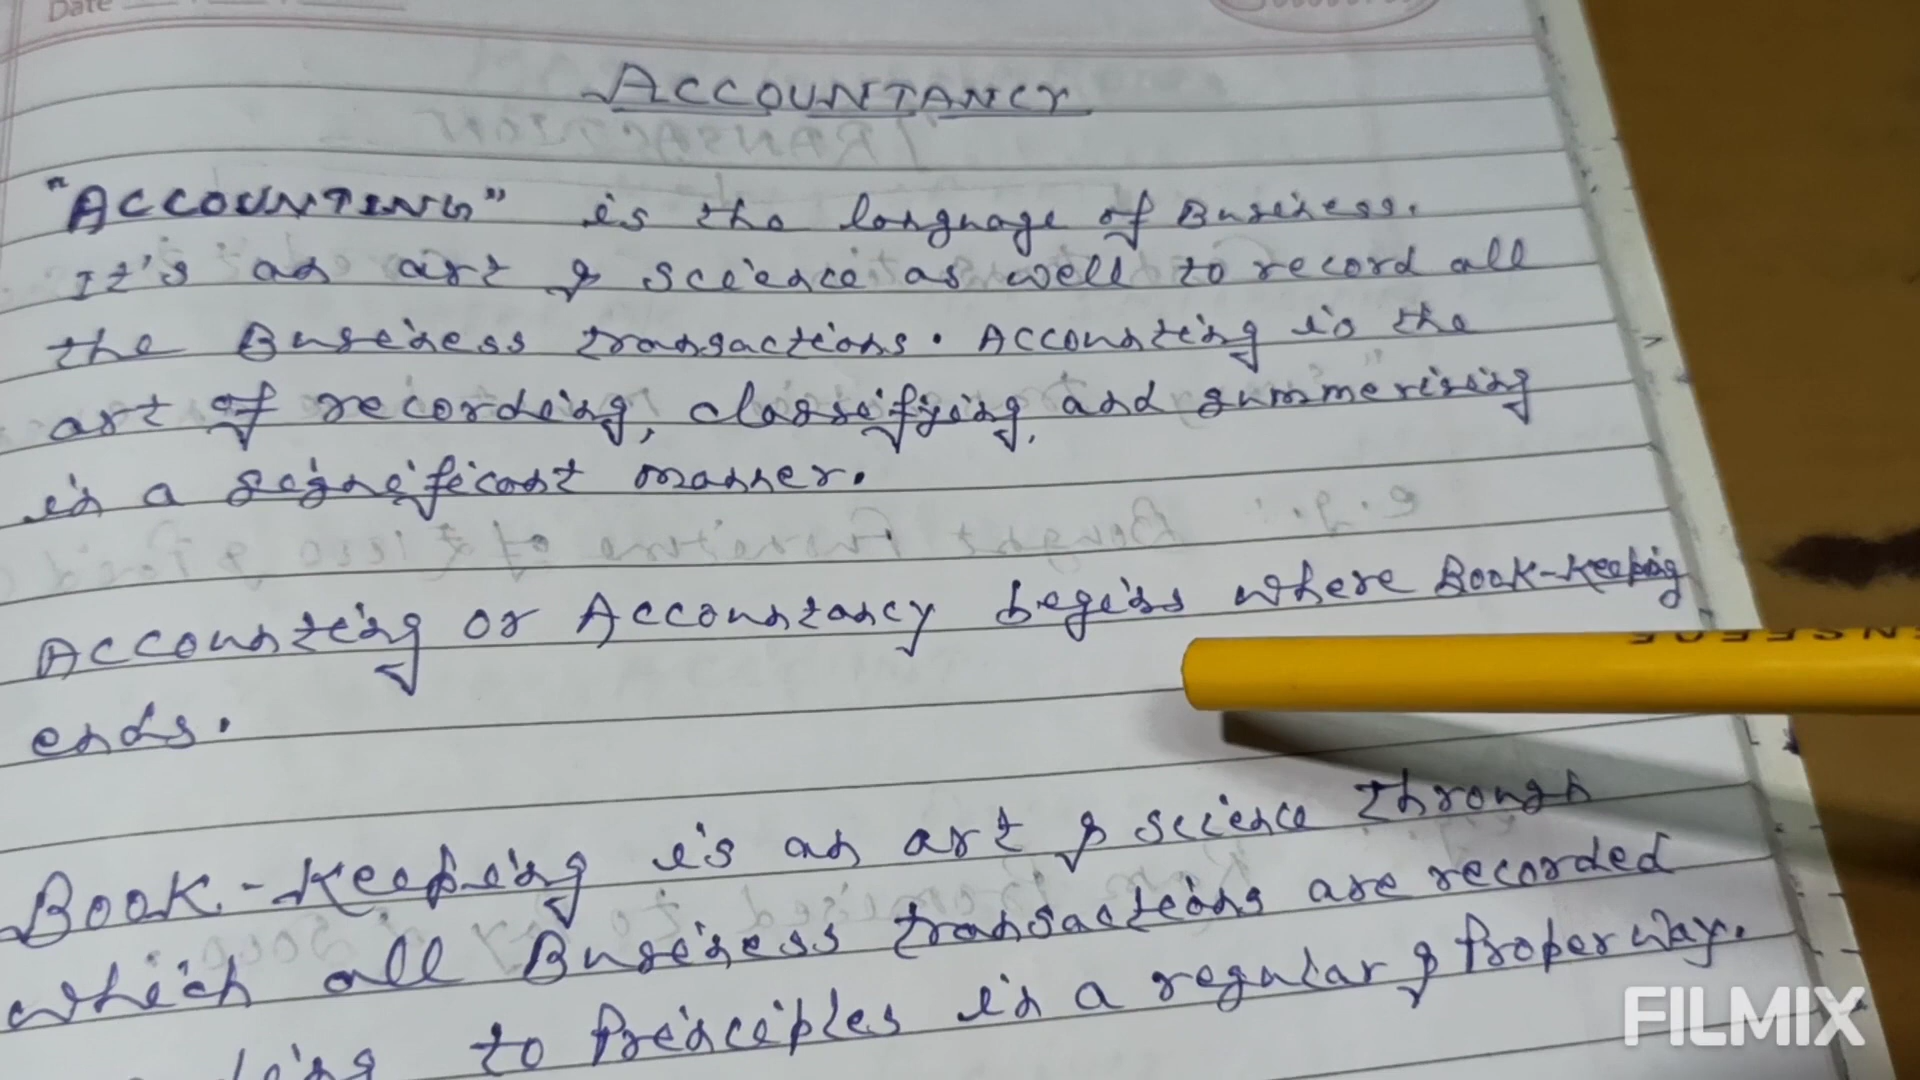 Date
ACCOUNTANCY
"ACCOUNTING" is the language of Business.
It's an art & science as well to record all
the Business transactions. Accounting is the
art of recording, classifying, and summerising
in a significant manner.
Accounting or Accountancy begins where Book-Keeping
ends.
Book-Keeping is an art & science through
which all Business transactions are recorded
to Principles in a regular & Proper way.
FILMIX